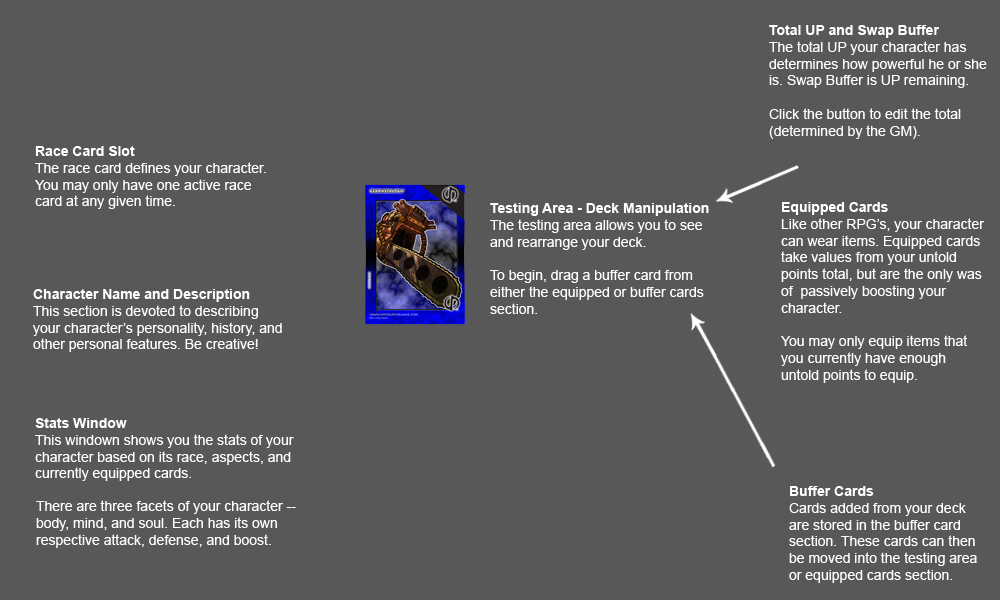 Total UP and Swap Buffer
The total UP your character has
determines how powerful he or she
is. Swap Buffer is UP remaining.
Click the button to edit the total
(determined by the GM).
Race Card Slot
The race card defines your character.
You may only have one active race
card at any given time.
Testing Area - Deck Manipulation
The testing area allows you to see
and rearrange your deck.
To begin, drag a buffer card from
either the equipped or buffer cards
section.
Equipped Cards
Like other RPG's, your character
can wear items. Equipped cards
take values from your untold
points total, but are the only was
of passively boosting your
character.
You may only equip items that
you currently have enough
untold points to equip.
Character Name and Description
This section is devoted to describing
your character's personality, history, and
other personal features. Be creative!
Stats Window
This windown shows you the stats of your
character based on its race, aspects, and
currently equipped cards.
There are three facets of your character --
body, mind, and soul. Each has its own
respective attack, defense, and boost.
Buffer Cards
Cards added from your deck
are stored in the buffer card
section. These cards can then
be moved into the testing area
or equipped cards section.